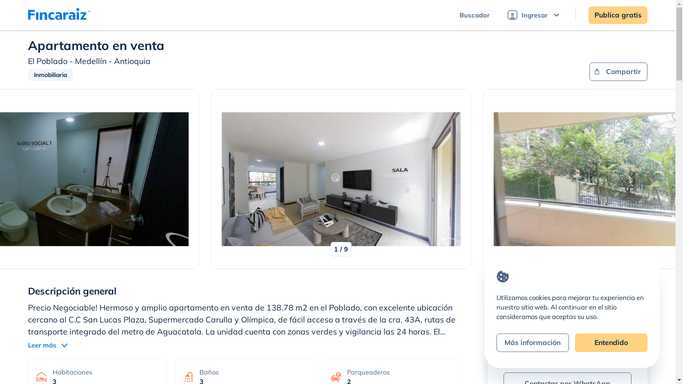 Fincaraiz
Buscador
Ingresar
Publica gratis
Apartamento en venta
El Poblado - Medellín - Antioquia
Inmobiliaria
Compartir
BAÑO SOCIAL 1
SALA
1 / 9
Descripción general
Precio Negociable! Hermoso y amplio apartamento en venta de 138.78 m2 en el Poblado, con excelente ubicación
cercano al C.C San Lucas Plaza, Supermercado Carulla y Olímpica, de fácil acceso a través de la cra. 43A, rutas de
transporte integrado del metro de Aguacatala. La unidad cuenta con zonas verdes y vigilancia las 24 horas. El...
Leer más
Habitaciones
3
Baños
3
Parqueaderos
2
Utilizamos cookies para mejorar tu experiencia en
nuestro sitio web. Al continuar en el sitio
consideramos que aceptas su uso.
Más información
Entendido
Contactar por WhatsApp